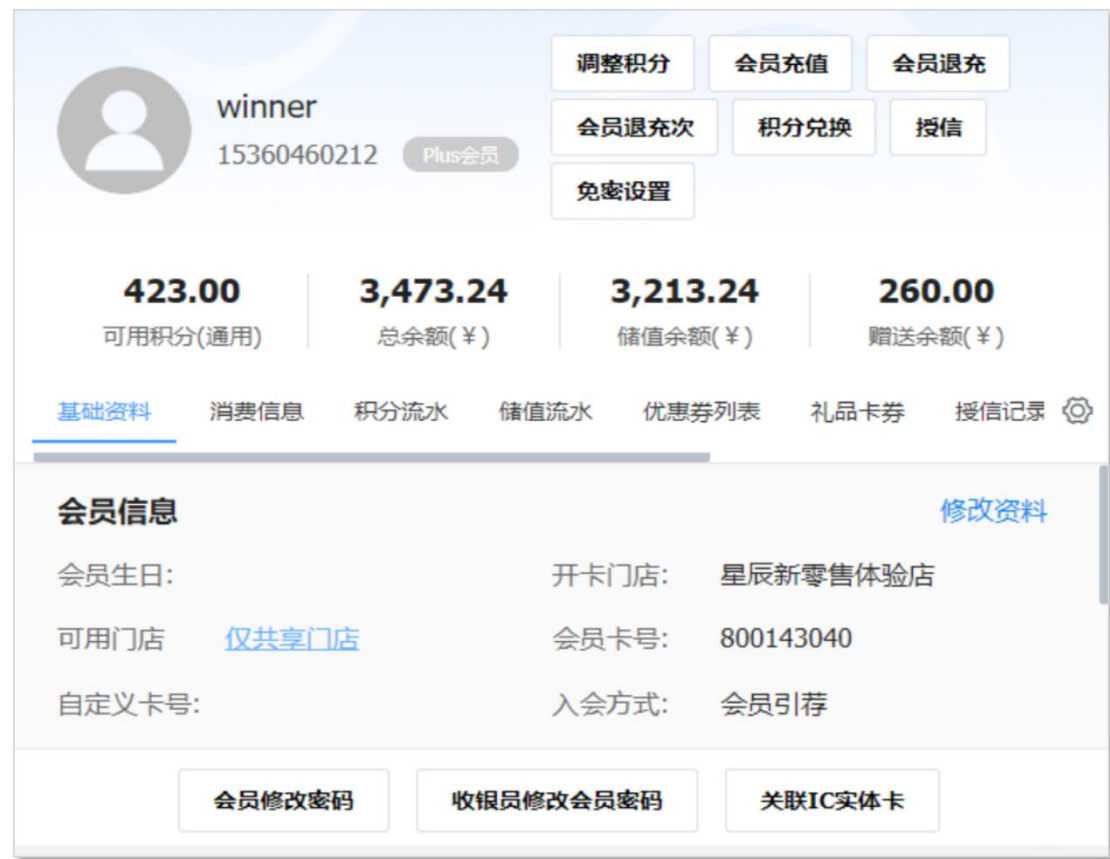 winner
15360460212 Plus会员
调整积分 会员充值 会员退充
会员退充次 积分兑换 授信
免密设置
423.00 3,473.24 3,213.24 260.00
可用积分(通用) 总余额(¥) 储值余额(¥) 赠送余额(¥)
基础资料 消费信息 积分流水 储值流水 优惠券列表 礼品卡券 授信记录
会员信息 修改资料
会员生日: 开卡门店: 星辰新零售体验店
可用门店 仅共享门店 会员卡号: 800143040
自定义卡号: 入会方式: 会员引荐
会员修改密码 收银员修改会员密码 关联IC实体卡